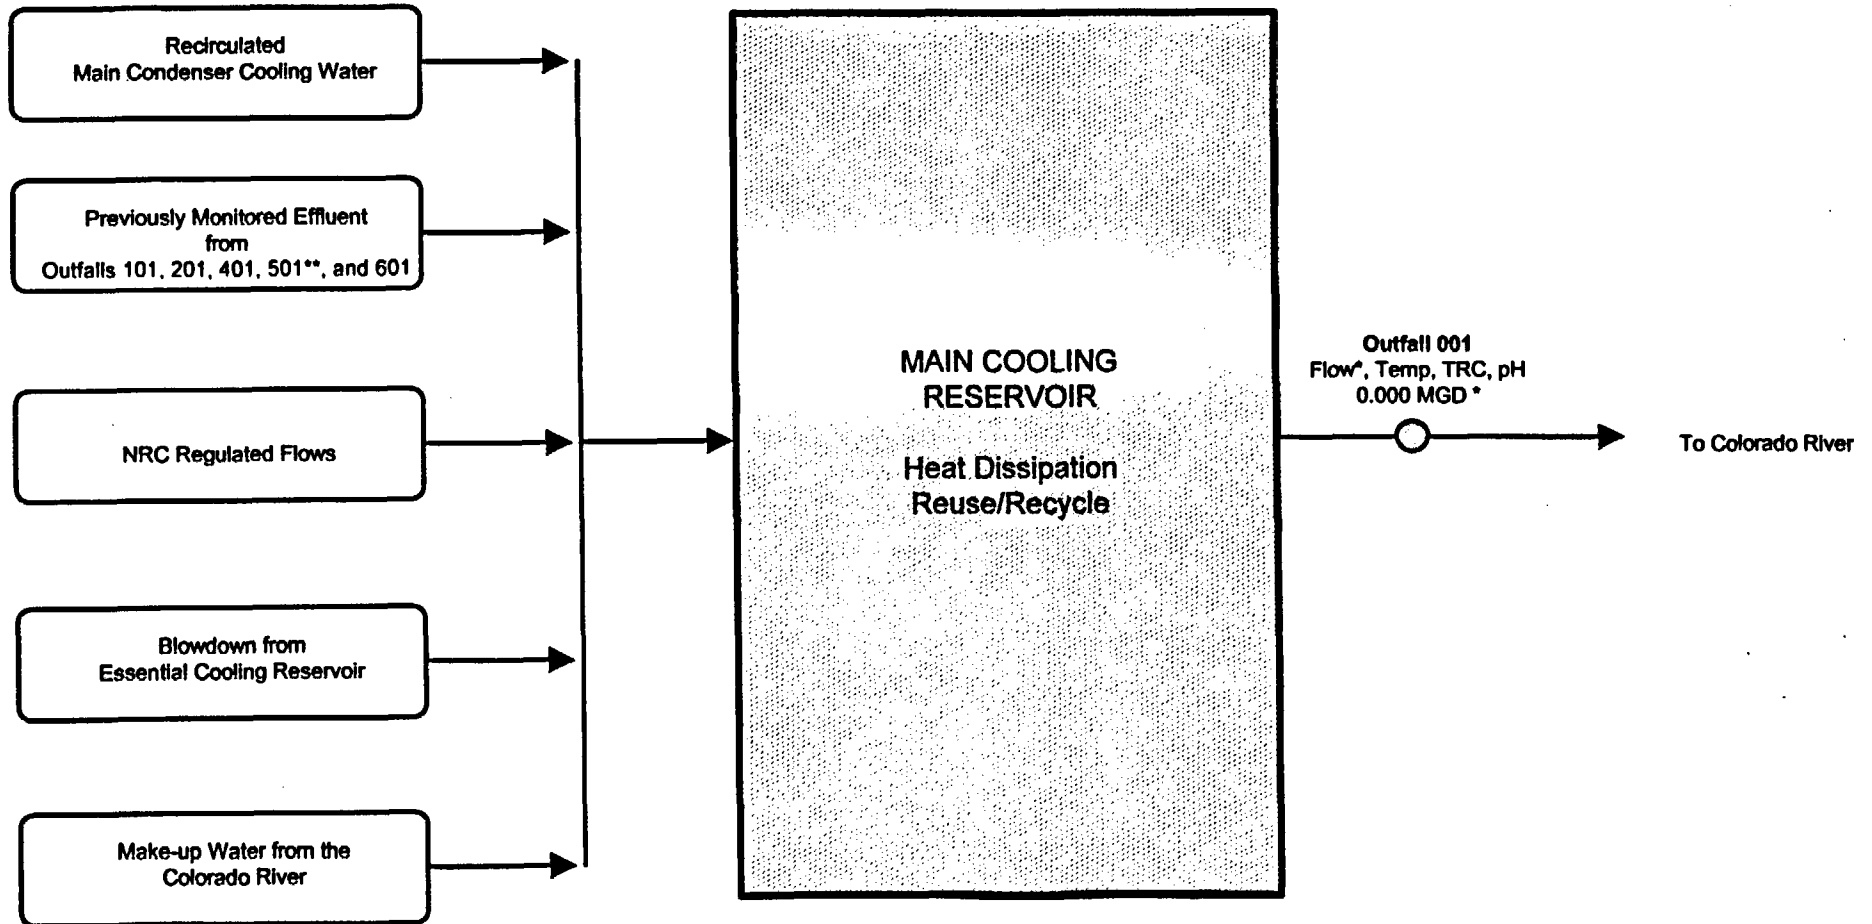 Recirculated
Main Condenser Cooling Water
Previously Monitored Effluent
from
Outfalls 101, 201, 401, 501**, and 601
NRC Regulated Flows
Blowdown from
Essential Cooling Reservoir
Make-up Water from the
Colorado River
MAIN COOLING
RESERVOIR
Heat Dissipation
Reuse/Recycle
Outfall 001
Flow*, Temp, TRC, pH
0.000 MGD *
To Colorado River